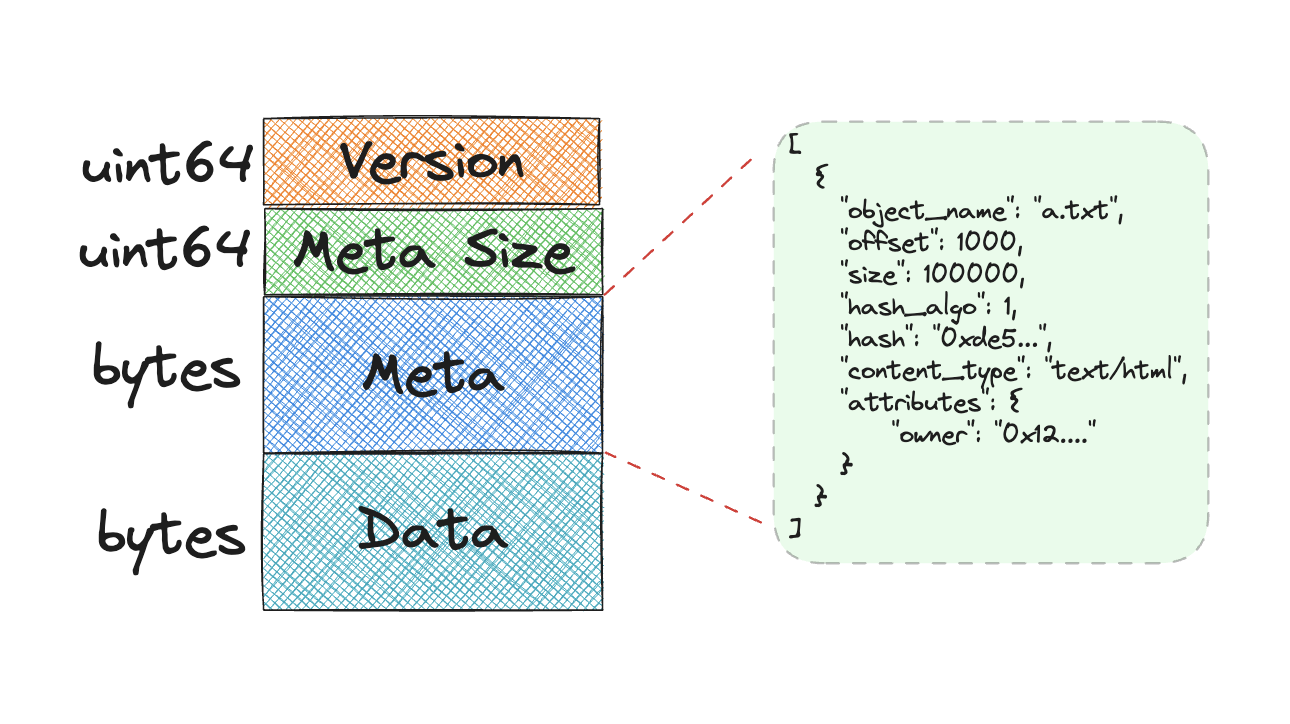 uint64 Version
uint64 Meta Size
bytes Meta
bytes Data
[
{
"object_name": "a.txt",
"offset": 1000,
"size": 100000,
"hash_algo": 1,
"hash": "0xde5...",
"content_type": "text/html",
"attributes": {
"owner": "0x12...."
}
}
]